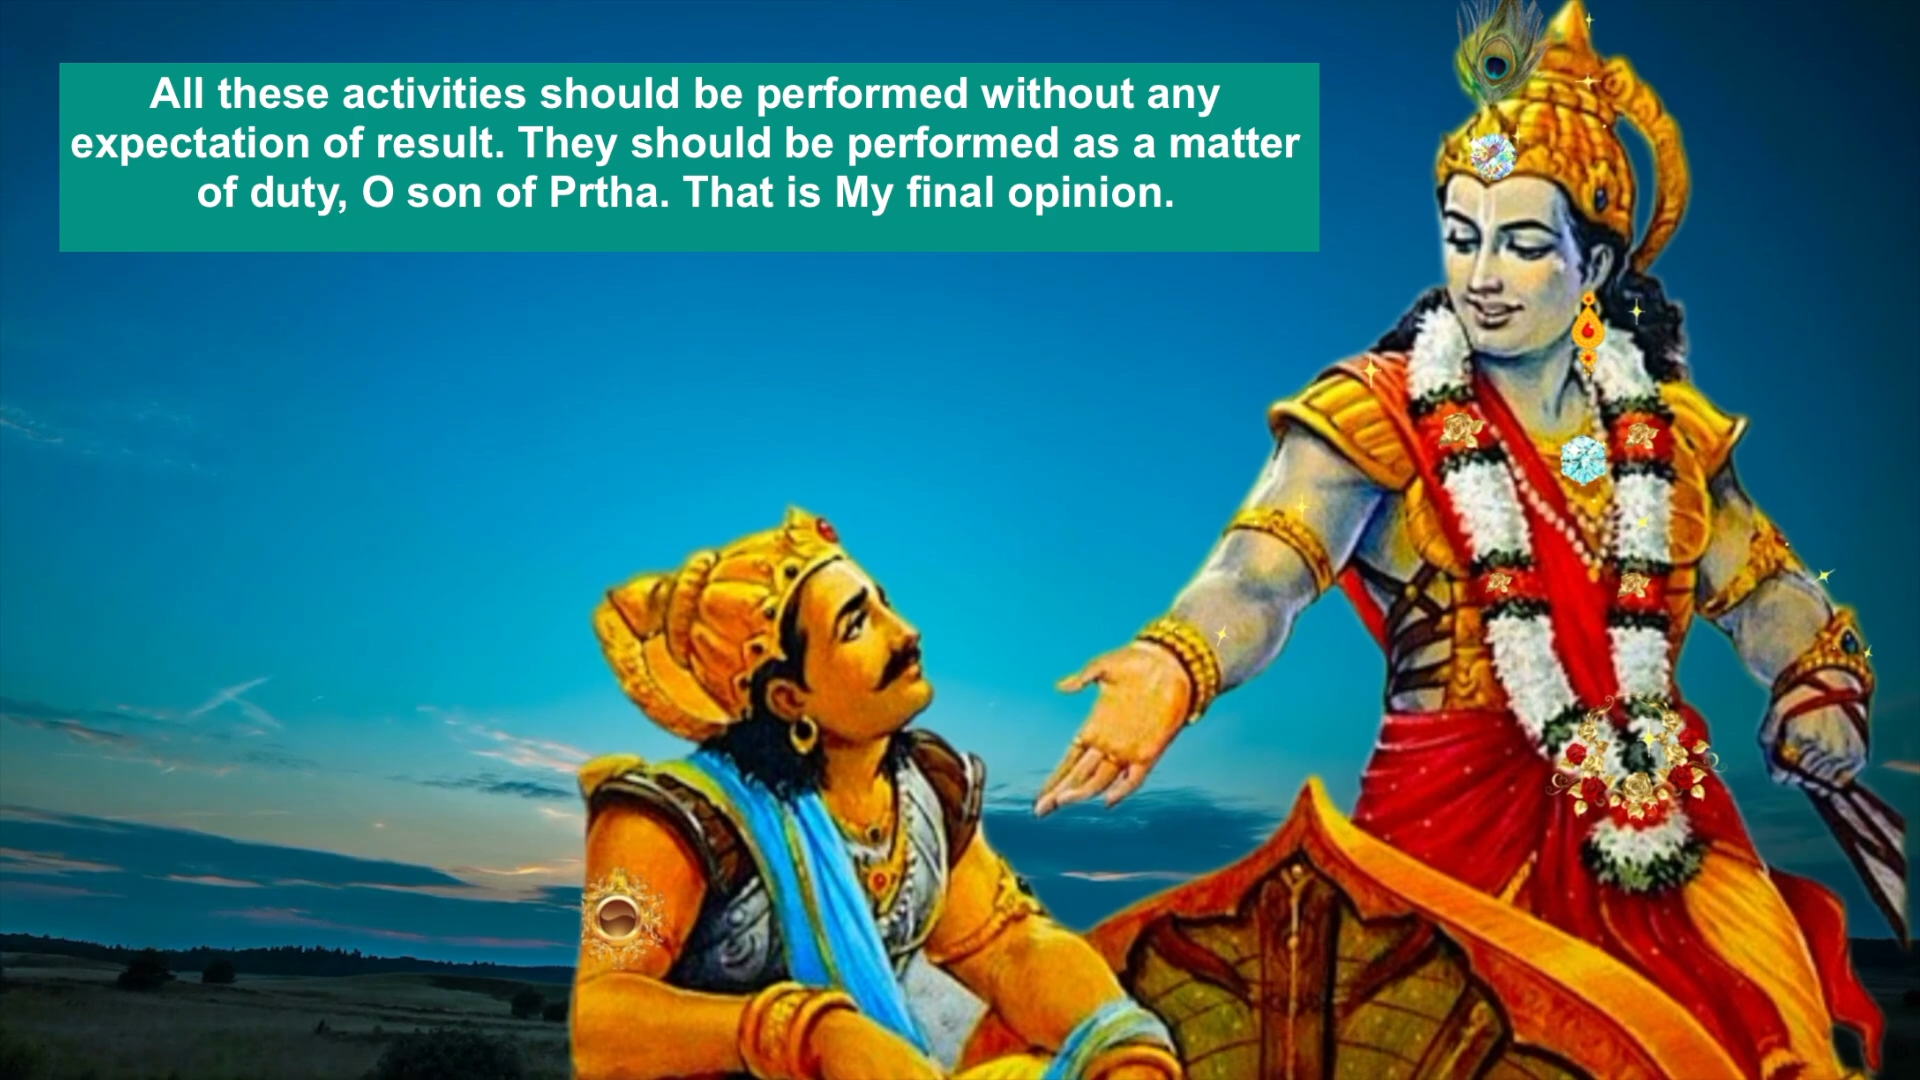 All these activities should be performed without any
expectation of result. They should be performed as a matter
of duty, O son of Prtha. That is My final opinion.